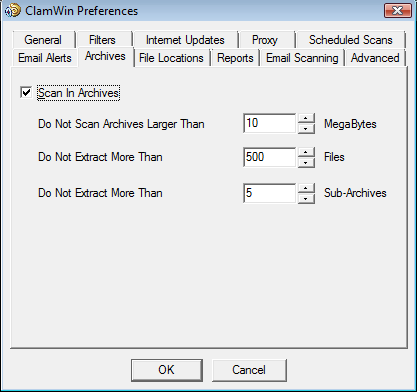 ClamWin Preferences
General Filters Internet Updates Proxy Scheduled Scans
Email Alerts Archives File Locations Reports Email Scanning Advanced
Scan In Archives
Do Not Scan Archives Larger Than 10 MegaBytes
Do Not Extract More Than 500 Files
Do Not Extract More Than 5 Sub-Archives
OK Cancel